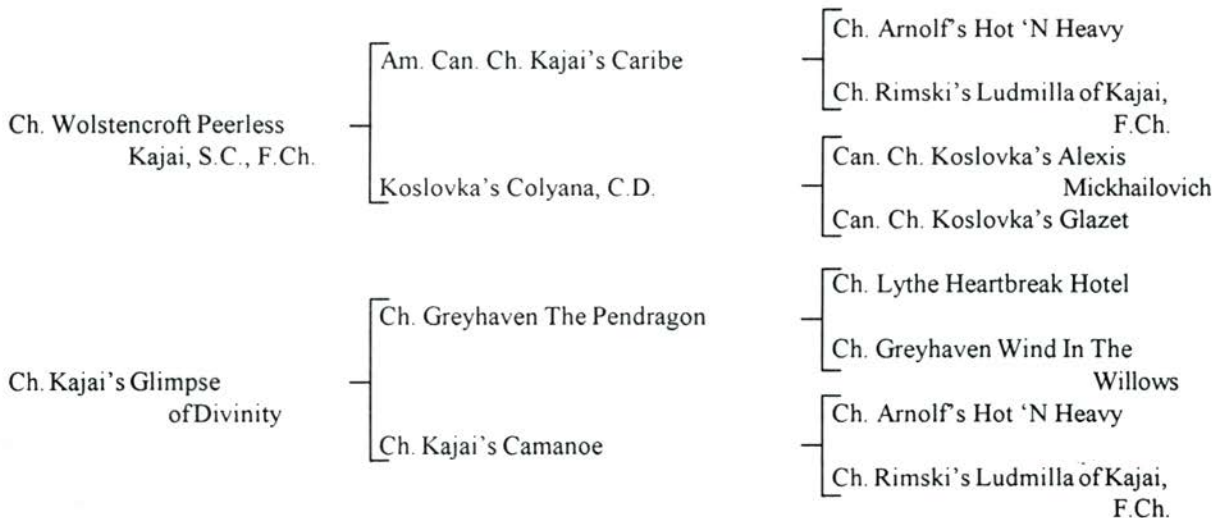 Ch. Arnolf's Hot 'N Heavy
Am. Can. Ch. Kajai's Caribe
Ch. Rimski's Ludmilla of Kajai,
F.Ch.
Ch. Wolstencroft Peerless
Kajai, S.C., F.Ch.
Can. Ch. Koslovka's Alexis
Mickhailovich
Koslovka's Colyana, C.D.
Can. Ch. Koslovka's Glazet
Ch. Lythe Heartbreak Hotel
Ch. Greyhaven The Pendragon
Ch. Greyhaven Wind In The
Willows
Ch. Kajai's Glimpse
of Divinity
Ch. Arnolf's Hot 'N Heavy
Ch. Kajai's Camanoe
Ch. Rimski's Ludmilla of Kajai,
F.Ch.